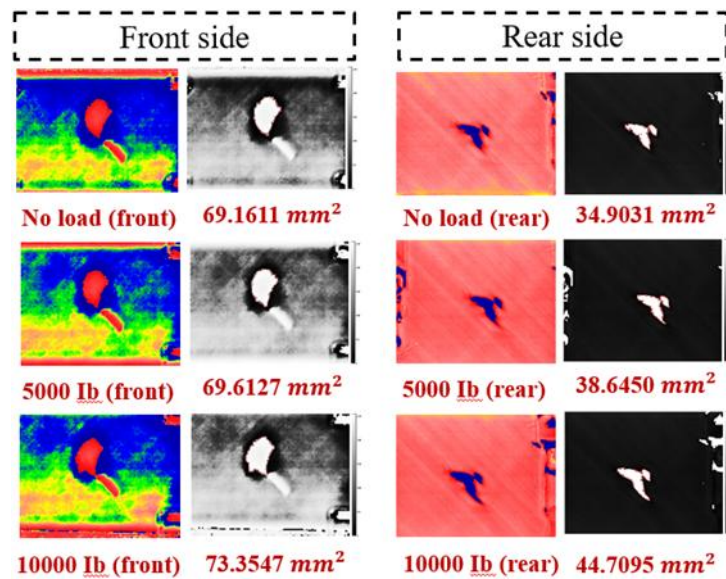 Front side
Rear side
No load (front) 69.1611 mm²
No load (rear) 34.9031 mm²
5000 Ib (front) 69.6127 mm²
5000 Ib (rear) 38.6450 mm²
10000 Ib (front) 73.3547 mm²
10000 Ib (rear) 44.7095 mm²